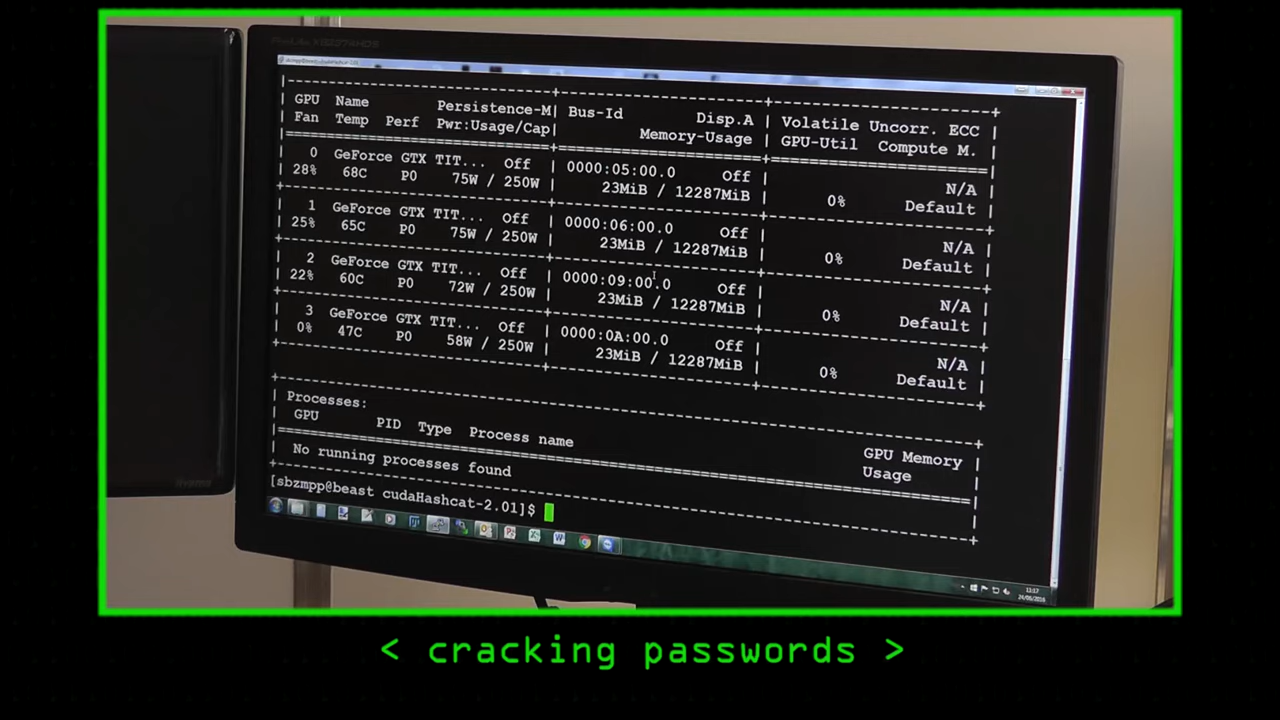 GPU Name Persistence-M| Bus-Id Disp.A | Volatile Uncorr. ECC
Fan Temp Perf Pwr:Usage/Cap| Memory-Usage | GPU-Util Compute M.
0 GeForce GTX TIT... Off | 0000:05:00.0 Off | N/A
28% 68C P0 75W / 250W | 23MiB / 12287MiB | 0% Default
1 GeForce GTX TIT... Off | 0000:06:00.0 Off | N/A
25% 65C P0 75W / 250W | 23MiB / 12287MiB | 0% Default
2 GeForce GTX TIT... Off | 0000:09:00.0 Off | N/A
22% 60C P0 72W / 250W | 23MiB / 12287MiB | 0% Default
3 GeForce GTX TIT... Off | 0000:0A:00.0 Off | N/A
0% 47C P0 58W / 250W | 23MiB / 12287MiB | 0% Default
Processes: GPU Memory
GPU PID Type Process name Usage
No running processes found
[sbzmpp@beast cudaHashcat-2.01]$
11:17
24/06/2016
< cracking passwords >